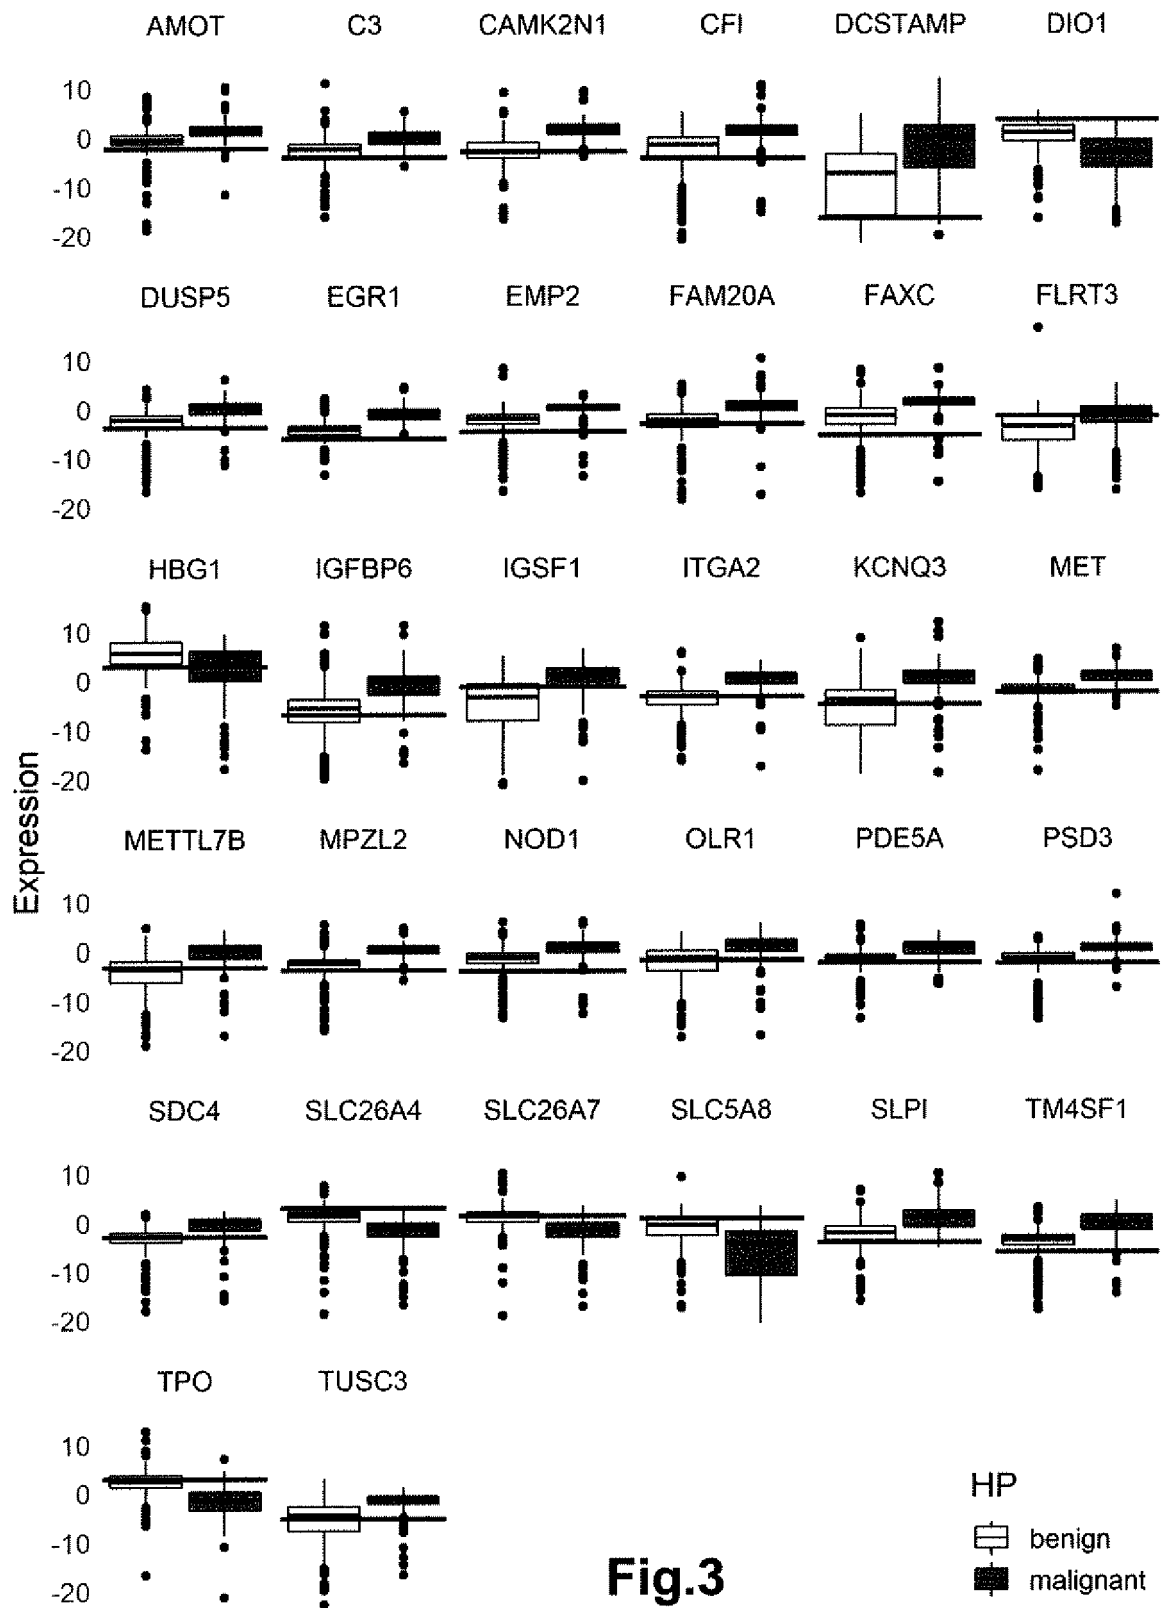 AMOT C3 CAMK2N1 CFI DCSTAMP DIO1
10
0
-10
-20
DUSP5 EGR1 EMP2 FAM20A FAXC FLRT3
10
0
-10
-20
HBG1 IGFBP6 IGSF1 ITGA2 KCNQ3 MET
10
0
-10
-20
Expression
METTL7B MPZL2 NOD1 OLR1 PDE5A PSD3
10
0
-10
-20
SDC4 SLC26A4 SLC26A7 SLC5A8 SLPI TM4SF1
10
0
-10
-20
TPO TUSC3
10
0
-10
-20
HP
benign
malignant
Fig.3